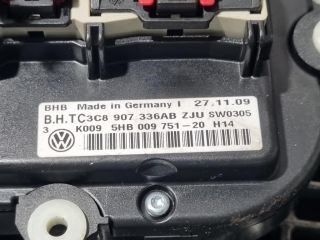 BHB Made in Germany I 27.11.09
B.H.TC3C8 907 336AB ZJU SW0305
3 K009 5HB 009 751-20 H14